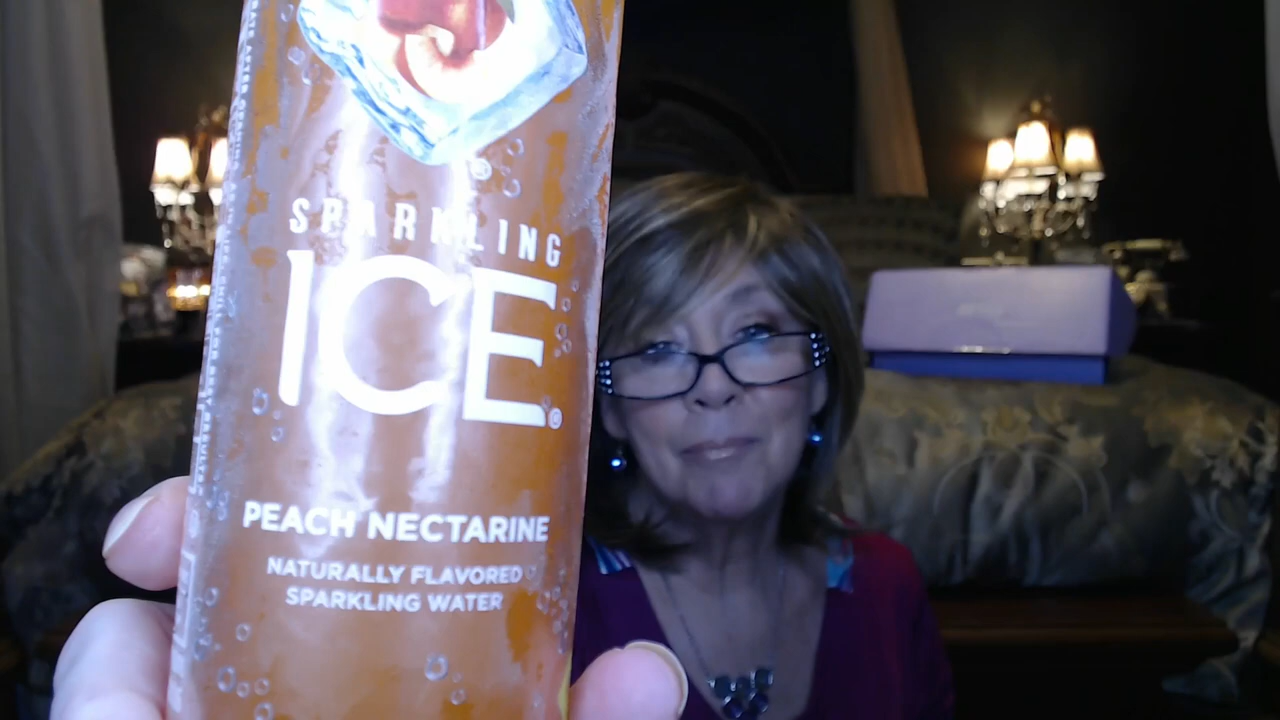 SPARKLING
ICE
PEACH NECTARINE
NATURALLY FLAVORED
SPARKLING WATER